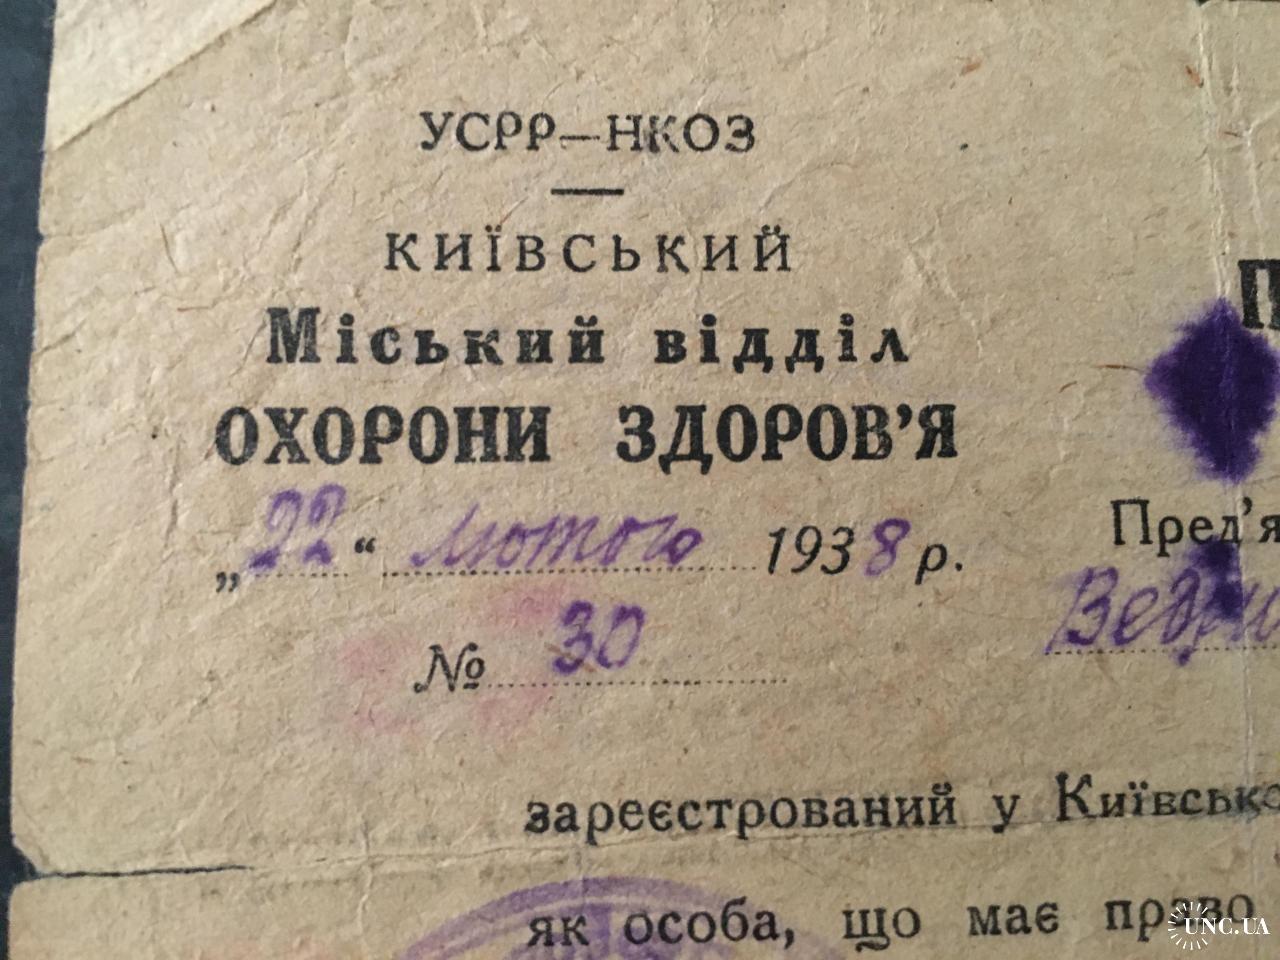 УСРР—НКОЗ
КИЇВСЬКИЙ
Міський відділ
ОХОРОНИ ЗДОРОВ'Я
„22“ лютого 1938 р.
№ 30
Пред'я
зареєстрований у Київсько
як особа, що має право
UNC.UA